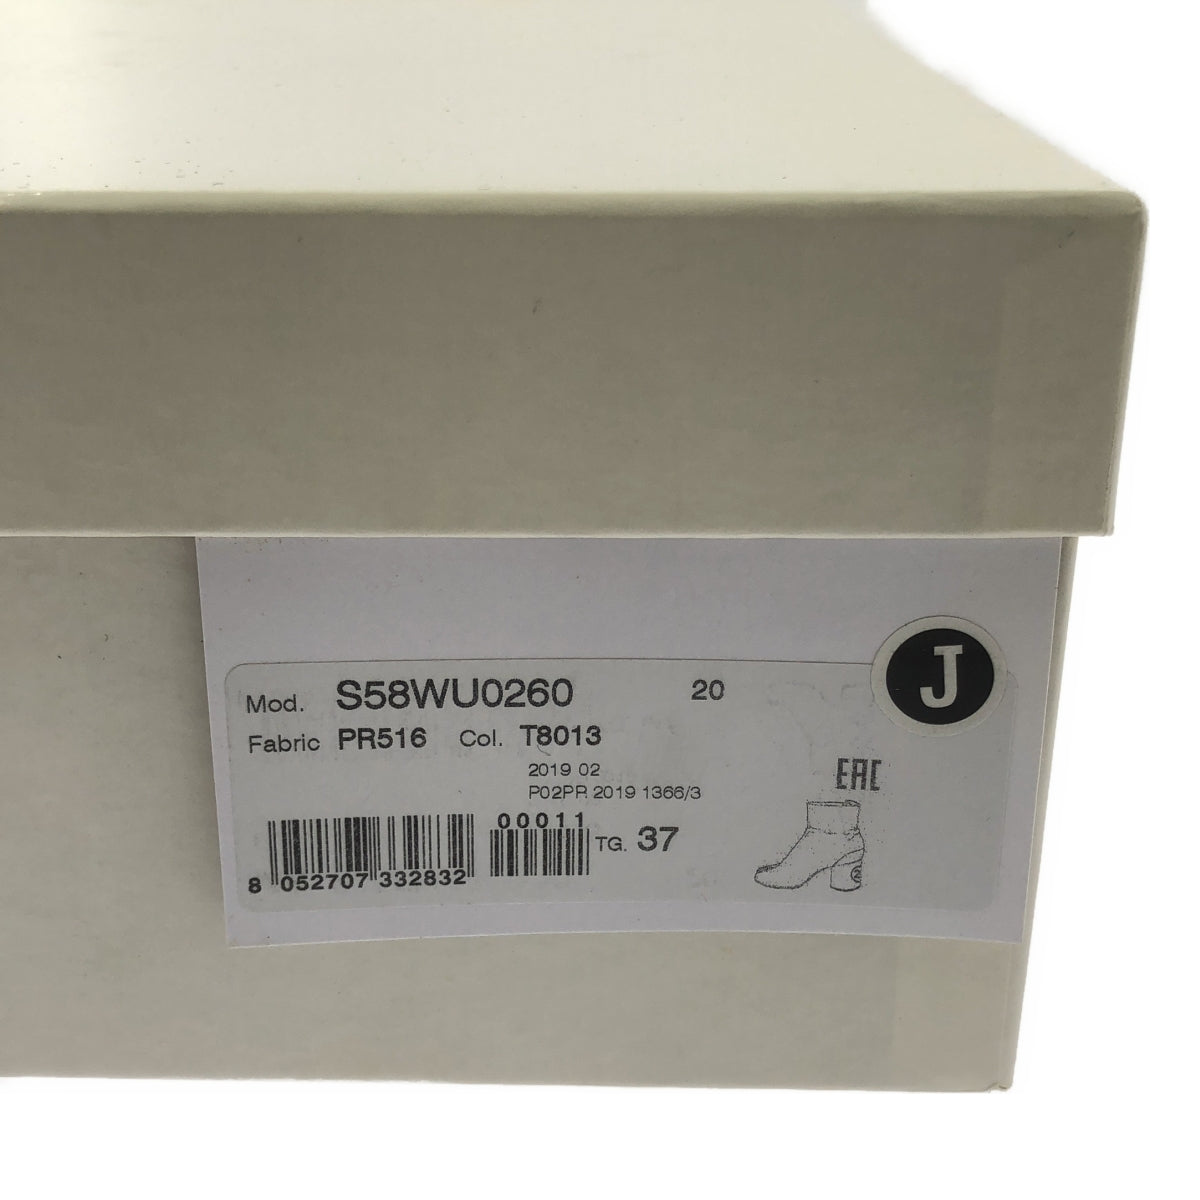 J
Mod. S58WU0260 20
Fabric PR516 Col. T8013
2019 02
P02PR 2019 1366/3
EAC
00011
TG. 37
8 052707 332832
2